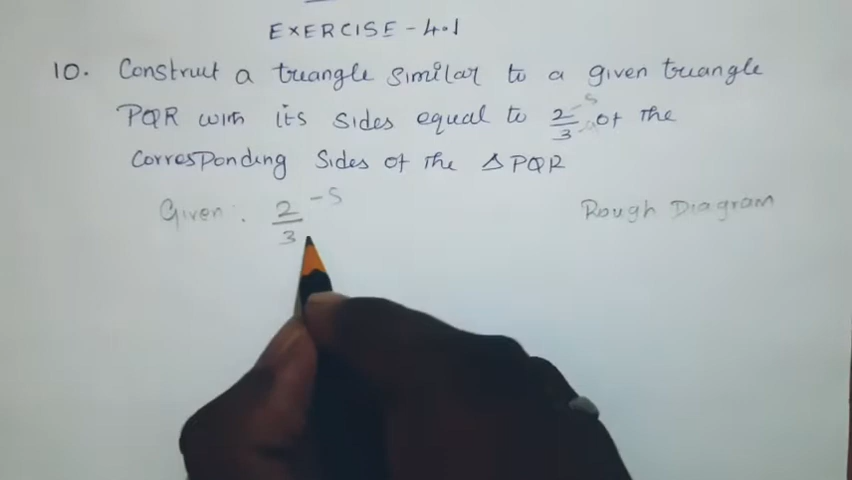 EXERCISE - 4.1
10. Construct a triangle similar to a given triangle
PQR with its sides equal to 2/3 - S of the
corresponding sides of the △PQR
Given : 2/3 - S
Rough Diagram